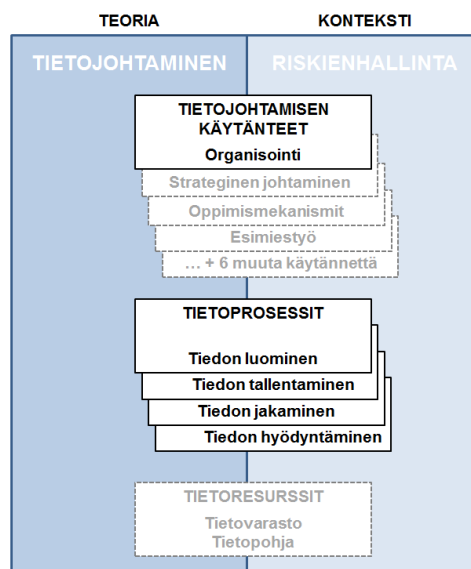 TEORIA KONTEKSTI
TIETOJOHTAMINEN RISKIENHALLINTA
TIETOJOHTAMISEN
KÄYTÄNTEET
Organisointi
Strateginen johtaminen
Oppimismekanismit
Esimiestyö
... + 6 muuta käytännettä
TIETOPROSESSIT
Tiedon luominen
Tiedon tallentaminen
Tiedon jakaminen
Tiedon hyödyntäminen
TIETORESURSSIT
Tietovarasto
Tietopohja